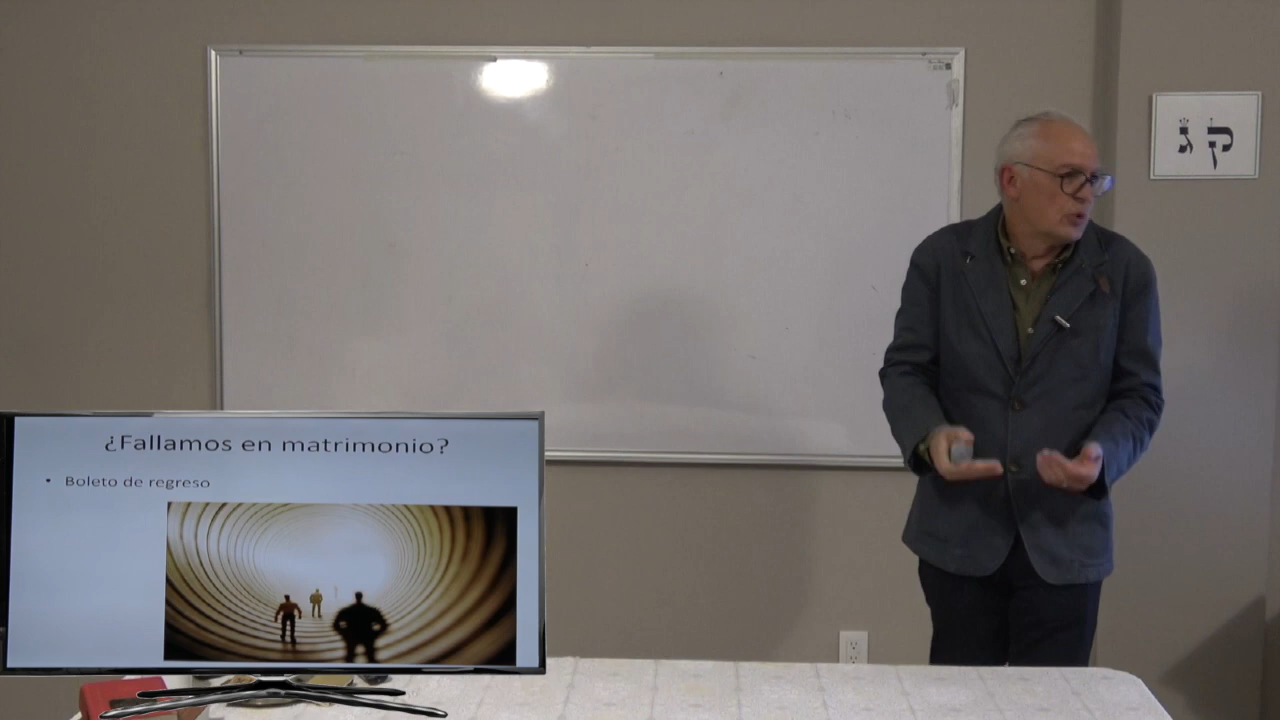 ק גֹ
¿Fallamos en matrimonio?
• Boleto de regreso